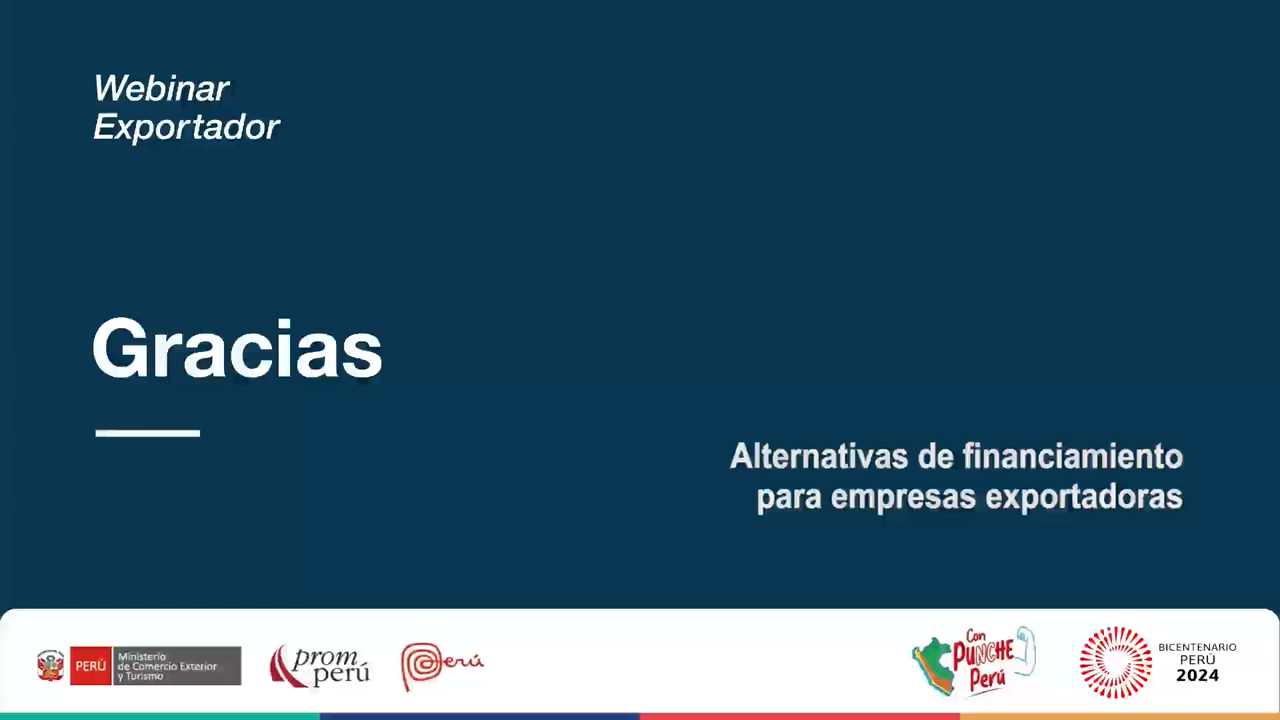 Webinar
Exportador
Gracias
Alternativas de financiamiento
para empresas exportadoras
PERÚ
Ministerio
de Comercio Exterior
y Turismo
prom
perú
Perú
Con
PUNCHE
Perú
BICENTENARIO
PERÚ
2024